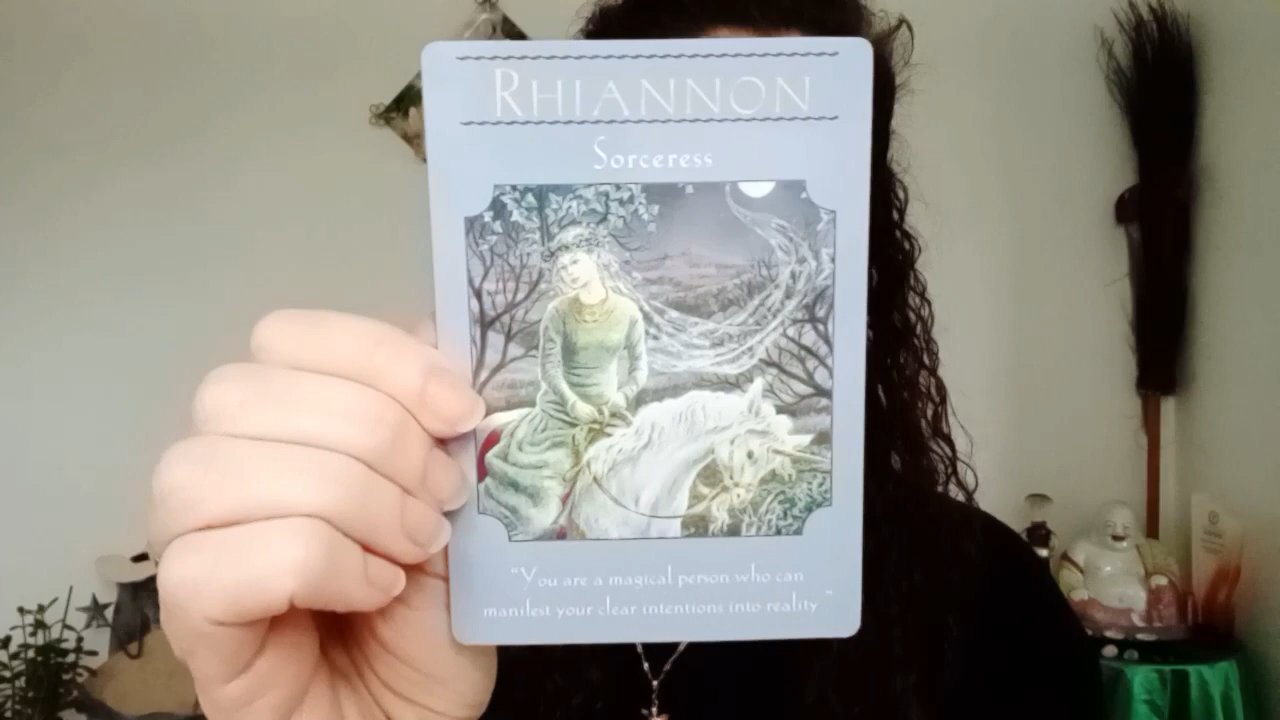 RHIANNON
Sorceress
"You are a magical person who can
manifest your clear intentions into reality."